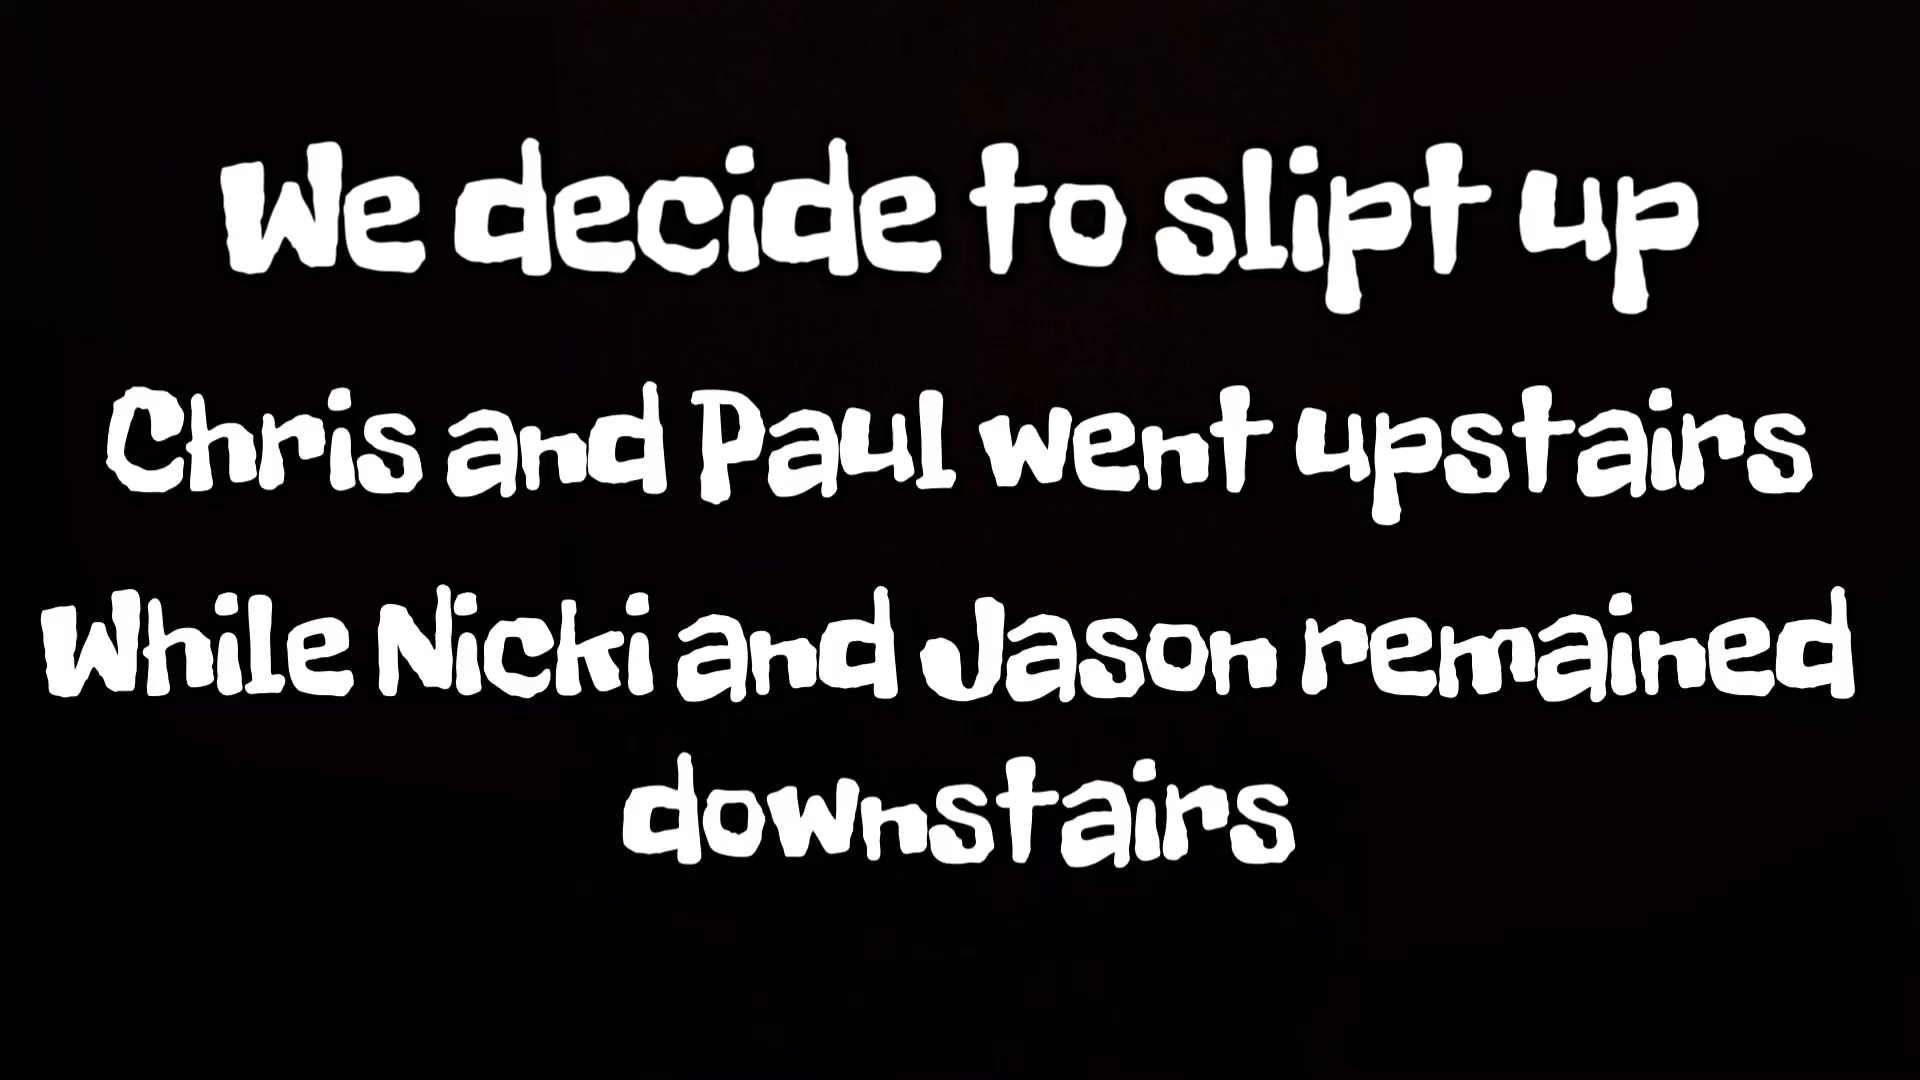 We decide to slipt up
Chris and Paul went upstairs
While Nicki and Jason remained
downstairs